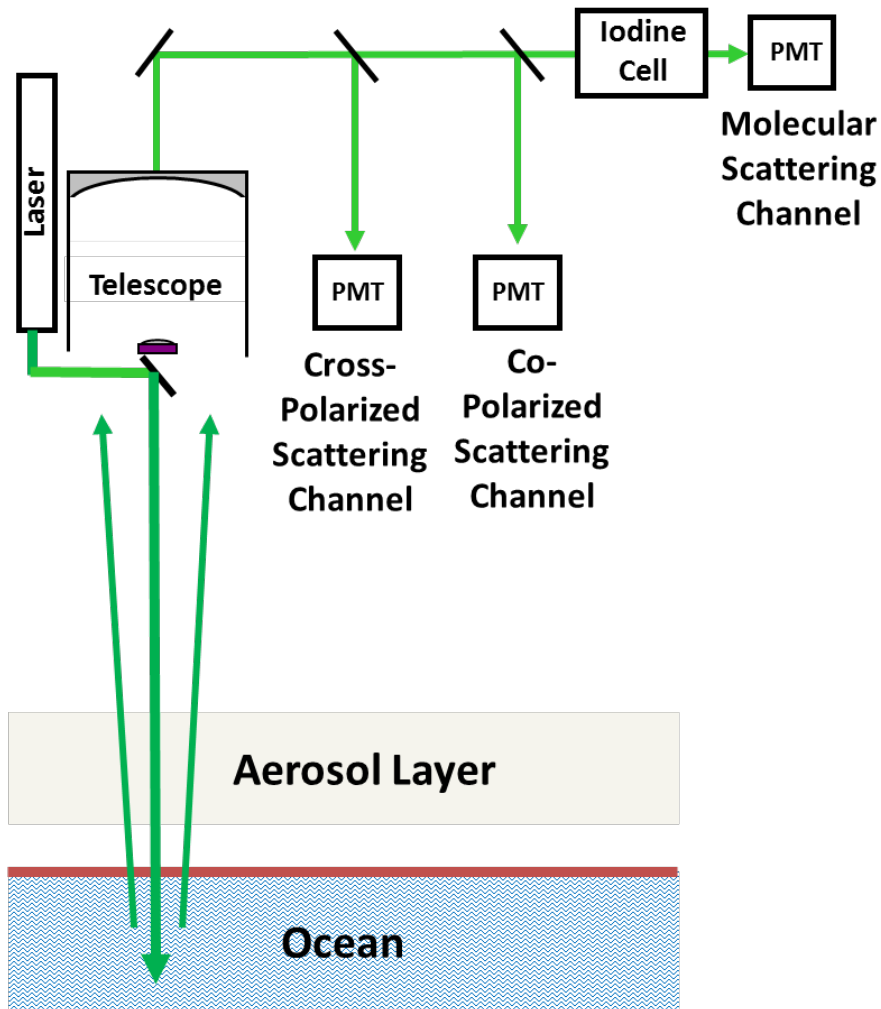 Iodine
Cell
PMT
Molecular
Scattering
Channel
Laser
Telescope
PMT
Cross-
Polarized
Scattering
Channel
PMT
Co-
Polarized
Scattering
Channel
Aerosol Layer
Ocean